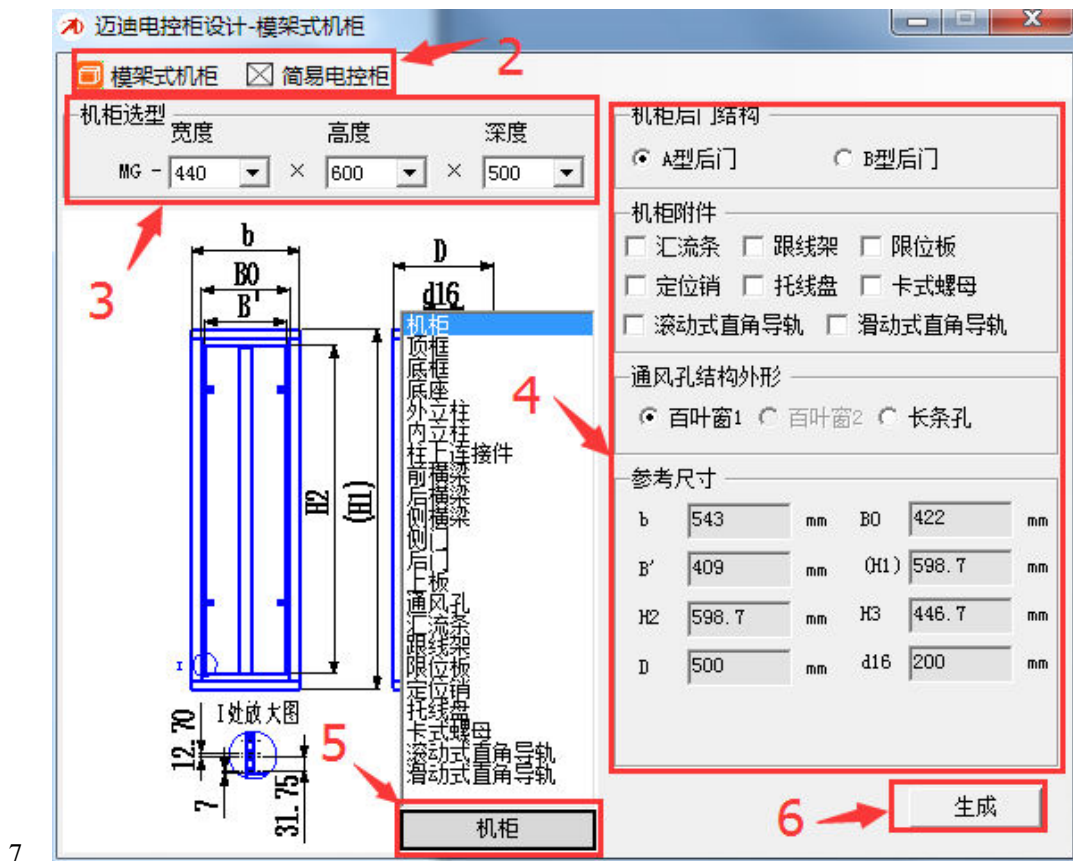 迈迪电控柜设计-模架式机柜
模架式机柜 简易电控柜
2
机柜选型
宽度 高度 深度
MG - 440 × 600 × 500
3
b
B0
B'
D
d16
H2
(H1)
I
I处放大图
12.70
7
31.75
机柜
顶框
底框
底座
外立柱
内立柱
柱上连接件
前横梁
后横梁
侧横梁
侧门
后门
上板
通风孔
汇流条
跟线架
限位板
定位销
托线盘
卡式螺母
滚动式直角导轨
滑动式直角导轨
5
机柜
机柜后门结构
A型后门 B型后门
机柜附件
汇流条 跟线架 限位板
定位销 托线盘 卡式螺母
滚动式直角导轨 滑动式直角导轨
4
通风孔结构外形
百叶窗1 百叶窗2 长条孔
参考尺寸
b 543 mm B0 422 mm
B' 409 mm (H1) 598.7 mm
H2 598.7 mm H3 446.7 mm
D 500 mm d16 200 mm
6
生成
7